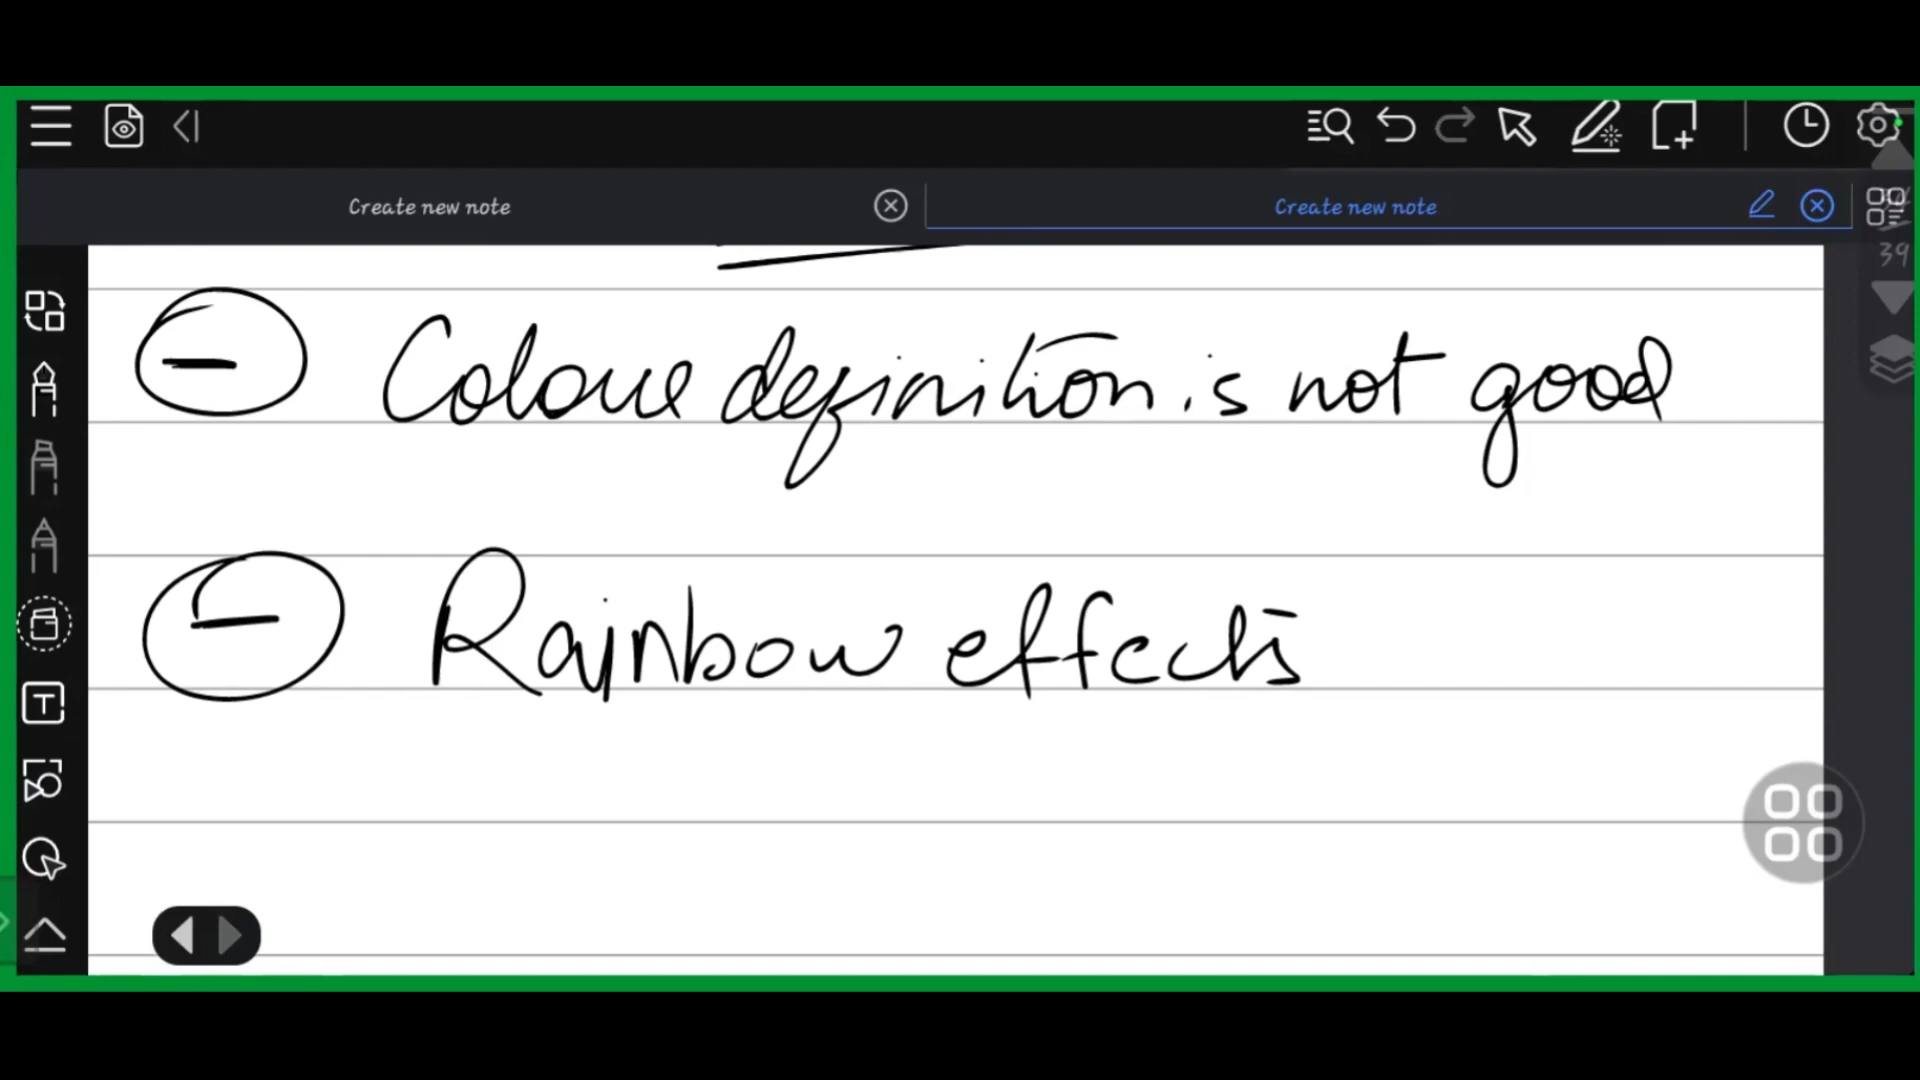 Create new note
Create new note
39
- Colour definition is not good
- Rainbow effects